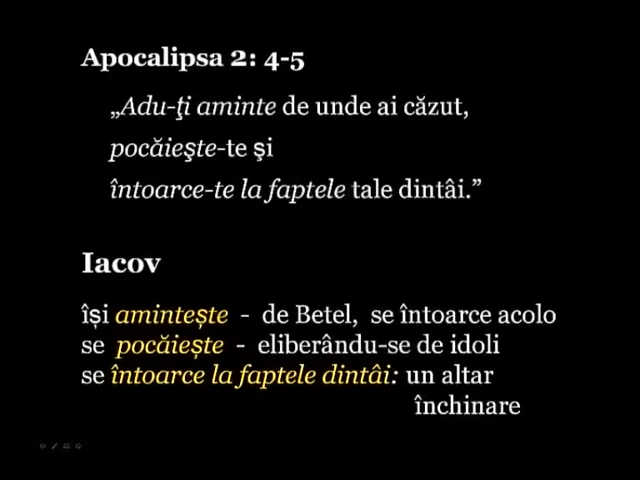 Apocalipsa 2: 4-5
„Adu-ţi aminte de unde ai căzut,
pocăieşte-te şi
întoarce-te la faptele tale dintâi.”
Iacov
își amintește - de Betel, se întoarce acolo
se pocăiește - eliberându-se de idoli
se întoarce la faptele dintâi: un altar
închinare